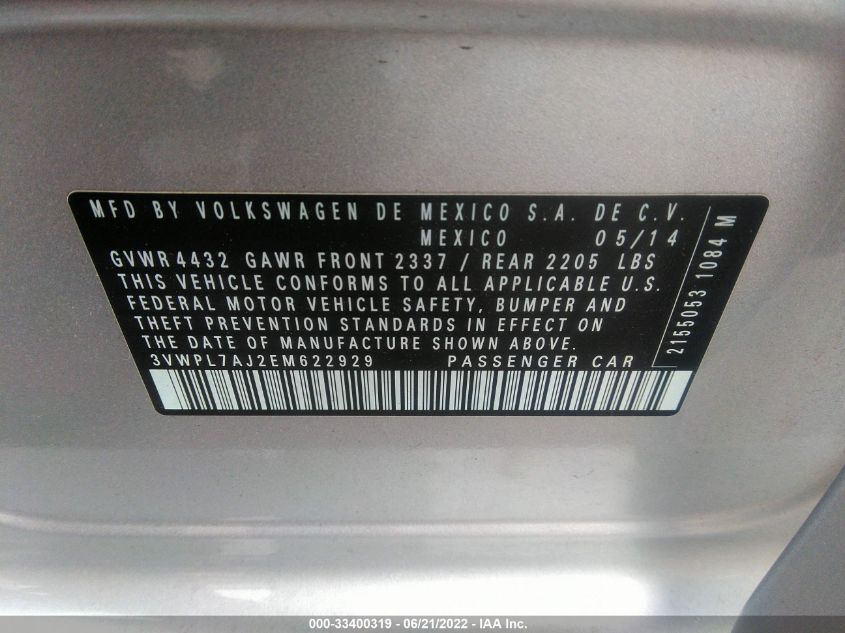 MFD BY VOLKSWAGEN DE MEXICO S.A. DE C.V.
MEXICO 05/14
GVWR 4432 GAWR FRONT 2337 / REAR 2205 LBS
THIS VEHICLE CONFORMS TO ALL APPLICABLE U.S.
FEDERAL MOTOR VEHICLE SAFETY, BUMPER AND
THEFT PREVENTION STANDARDS IN EFFECT ON
THE DATE OF MANUFACTURE SHOWN ABOVE.
3VWPL7AJ2EM622929 PASSENGER CAR
2155053 1084 M
000-33400319 - 06/21/2022 - IAA Inc.